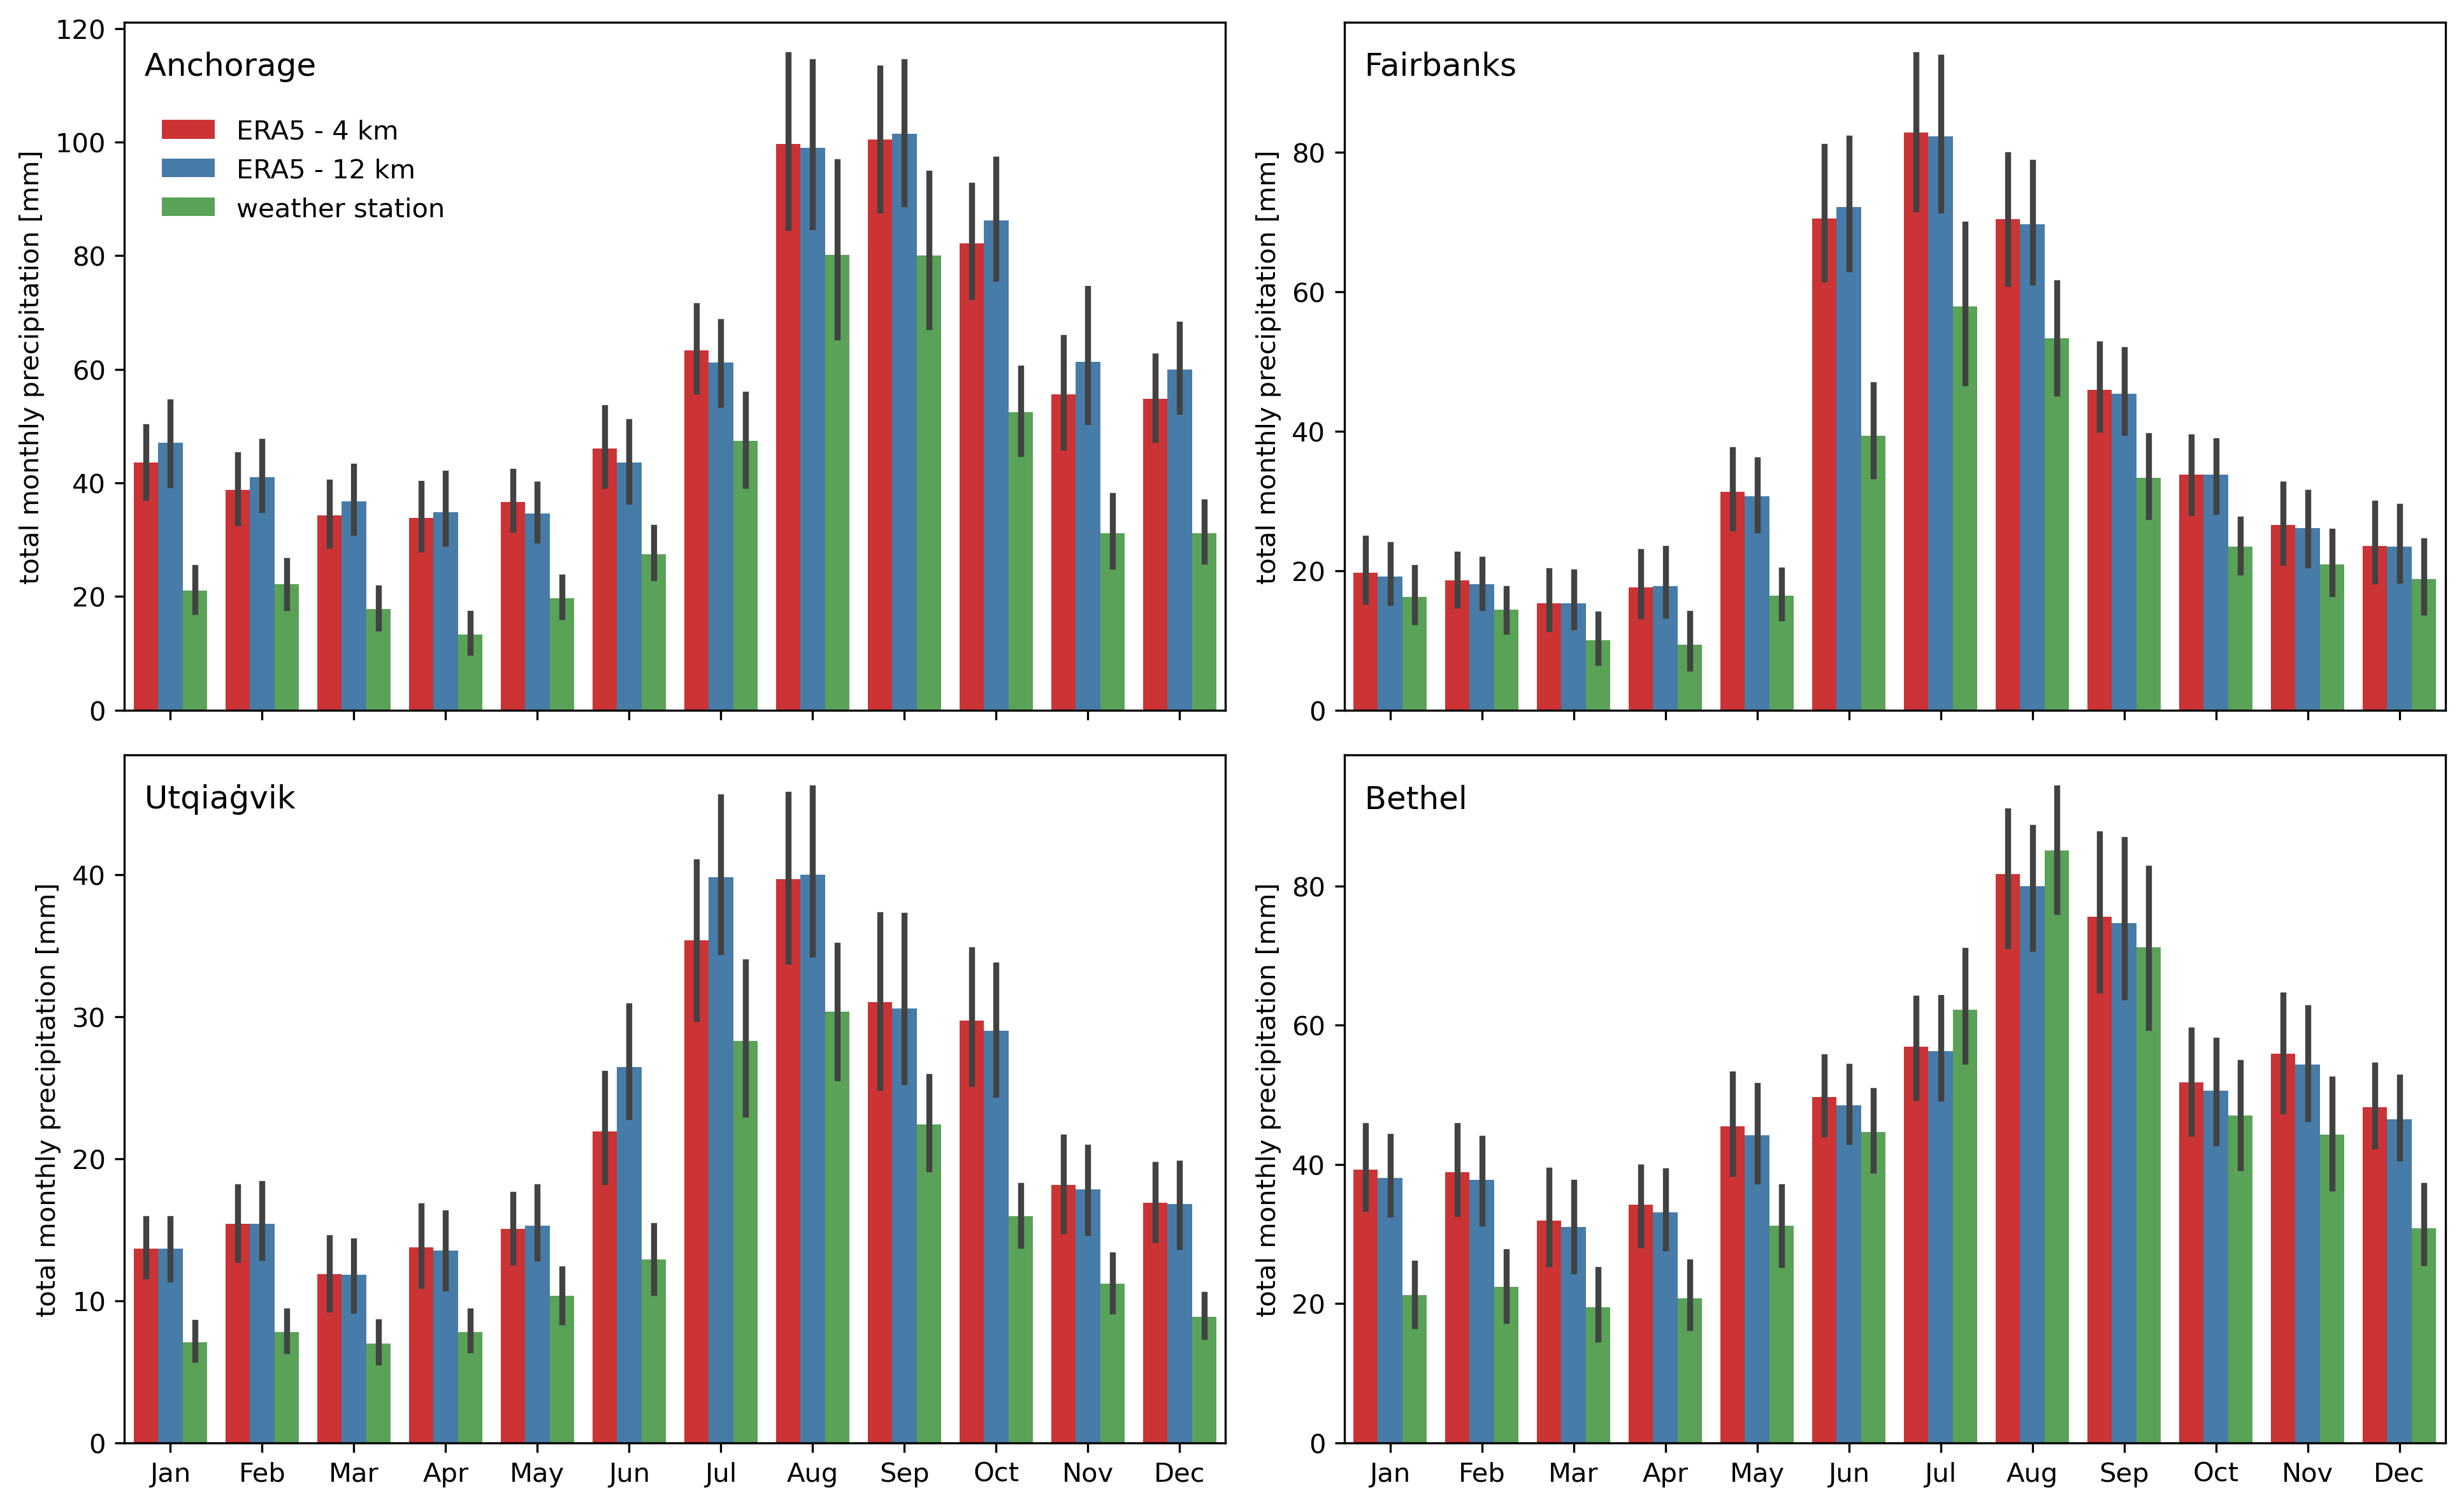 Anchorage
ERA5 - 4 km
ERA5 - 12 km
weather station
total monthly precipitation [mm]
120
100
80
60
40
20
0
Fairbanks
total monthly precipitation [mm]
80
60
40
20
0
Utqiaġvik
total monthly precipitation [mm]
40
30
20
10
0
Jan Feb Mar Apr May Jun Jul Aug Sep Oct Nov Dec
Bethel
total monthly precipitation [mm]
80
60
40
20
0
Jan Feb Mar Apr May Jun Jul Aug Sep Oct Nov Dec